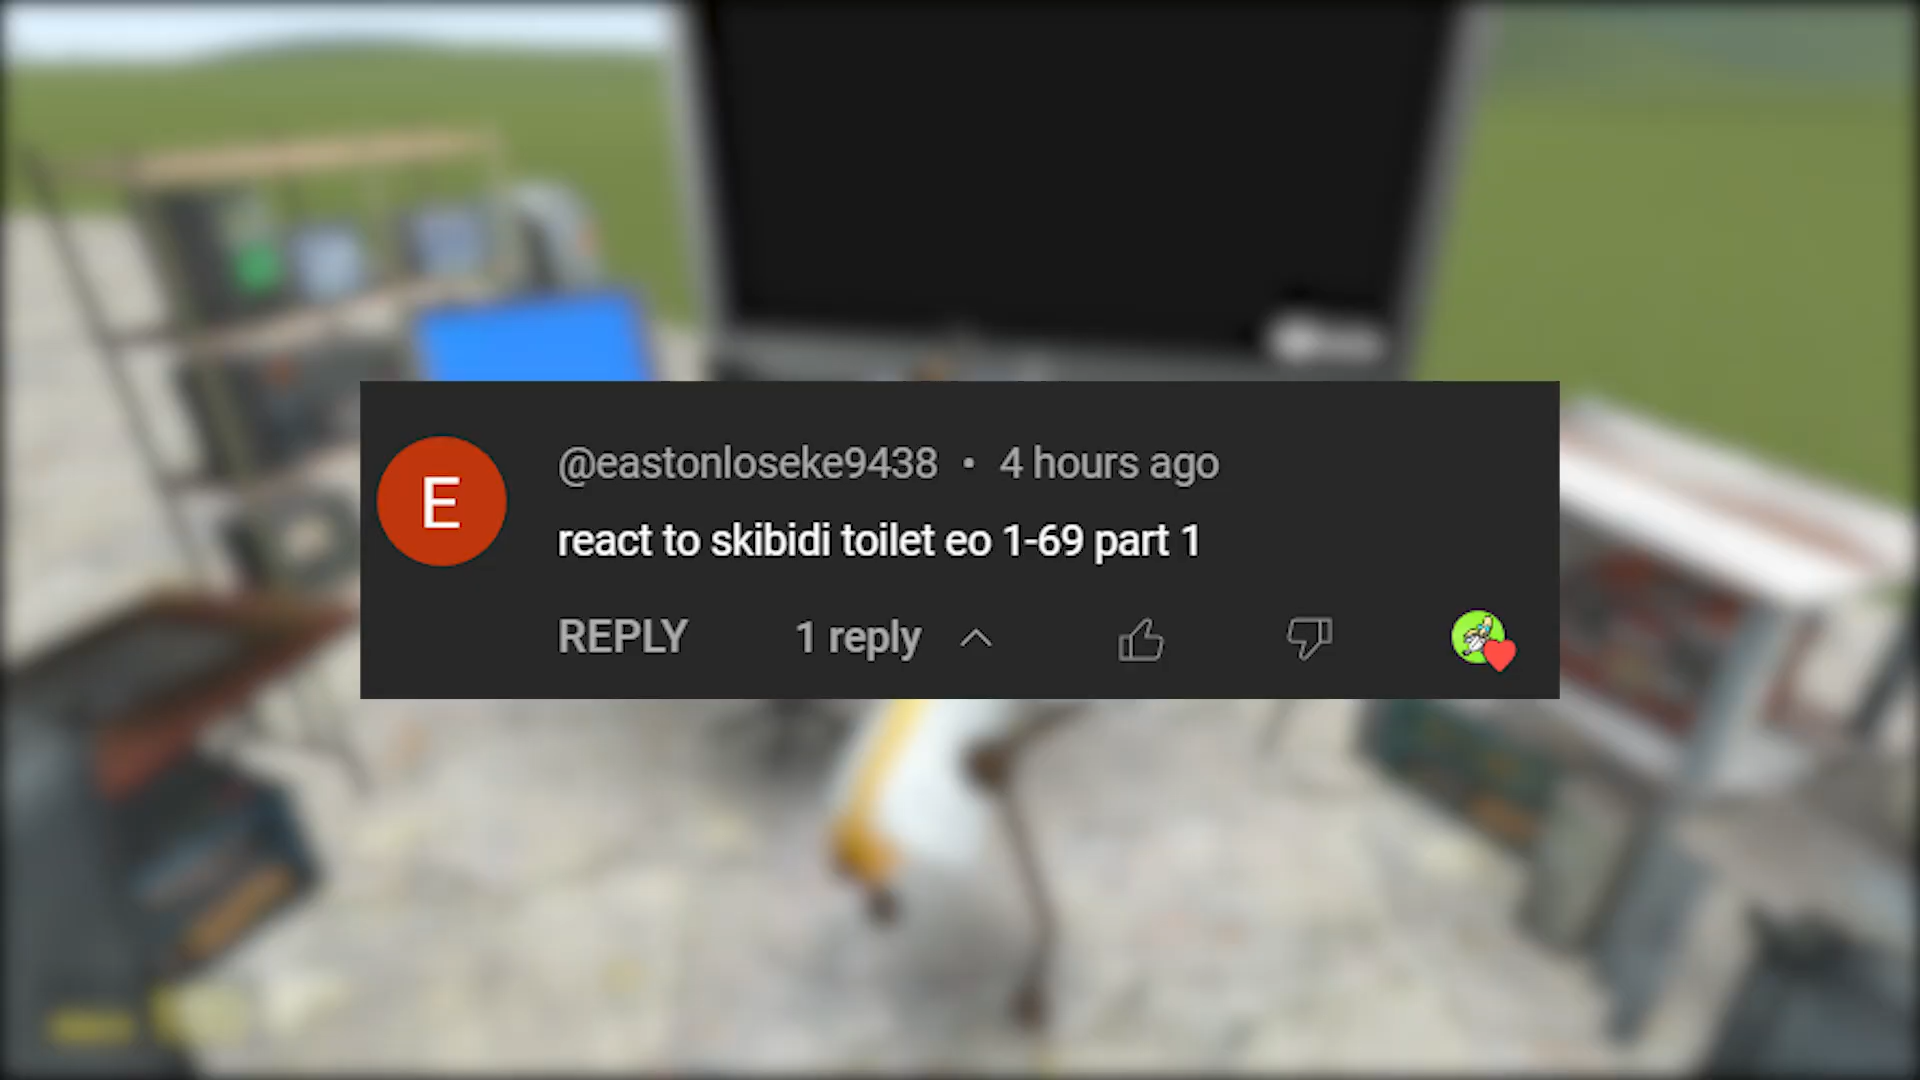 E
@eastonloseke9438 • 4 hours ago
react to skibidi toilet eo 1-69 part 1
REPLY 1 reply